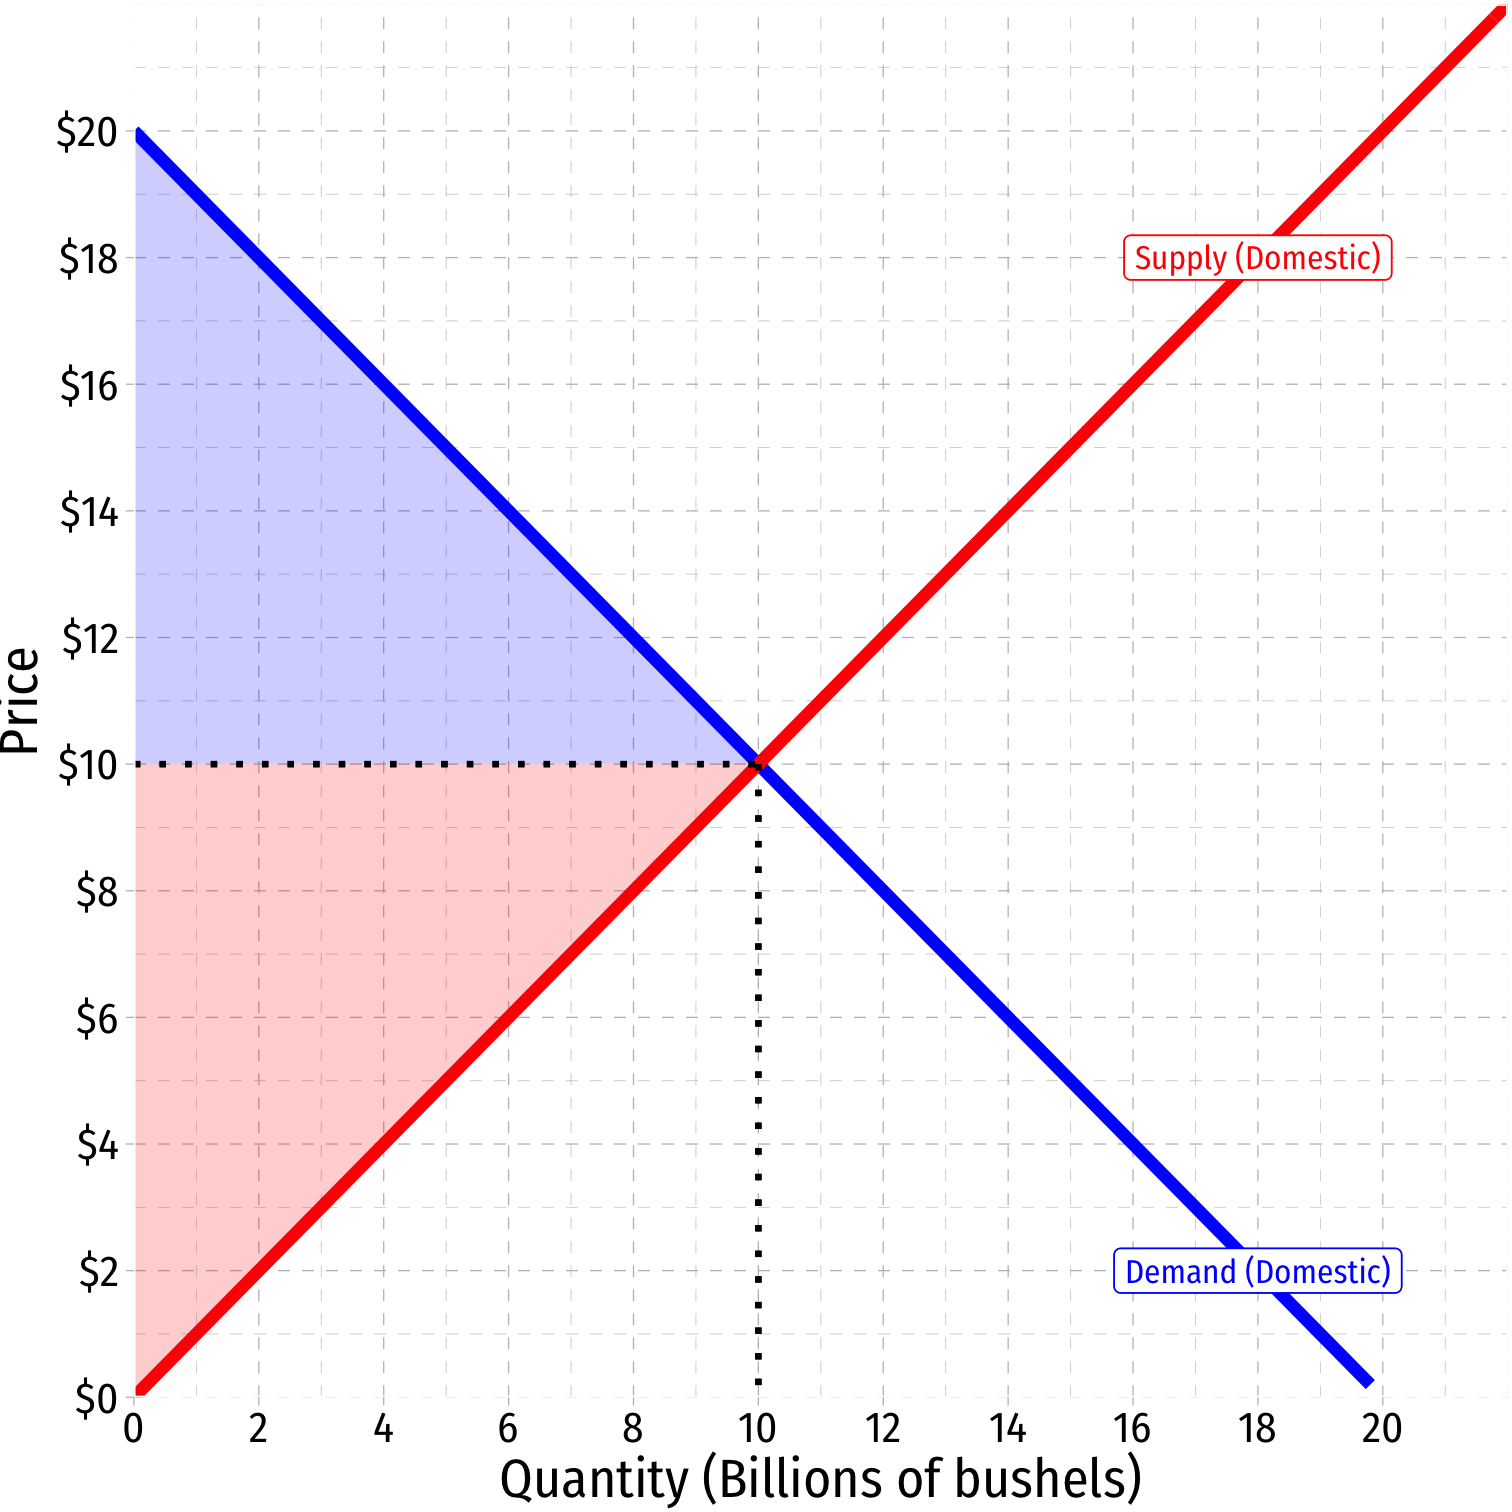 $20
$18
Supply (Domestic)
$16
$14
$12
Price
$10
$8
$6
$4
$2
Demand (Domestic)
$0
0 2 4 6 8 10 12 14 16 18 20
Quantity (Billions of bushels)